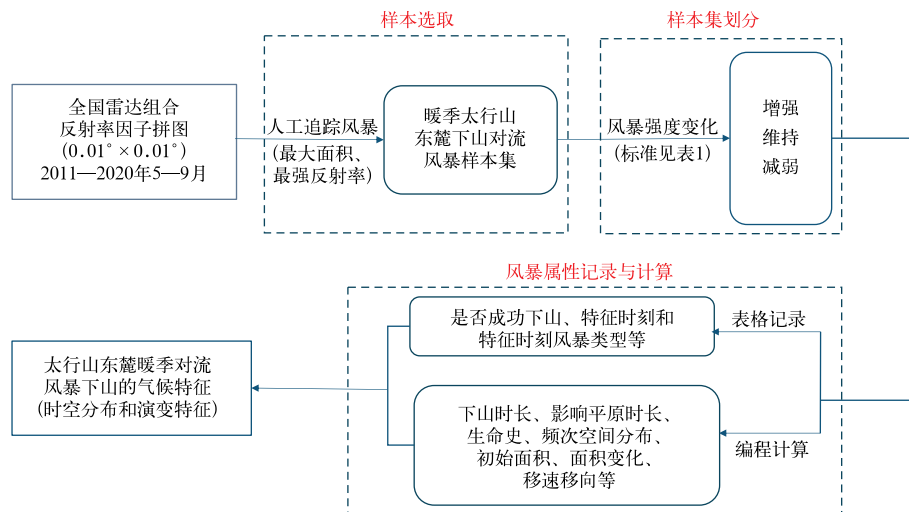 样本选取
样本集划分
全国雷达组合
反射率因子拼图
(0.01°×0.01°)
2011—2020年5—9月
人工追踪风暴
(最大面积、
最强反射率)
暖季太行山
东麓下山对流
风暴样本集
风暴强度变化
(标准见表1)
增强
维持
减弱
风暴属性记录与计算
是否成功下山、特征时刻和
特征时刻风暴类型等
表格记录
太行山东麓暖季对流
风暴下山的气候特征
(时空分布和演变特征)
下山时长、影响平原时长、
生命史、频次空间分布、
初始面积、面积变化、
移速移向等
编程计算